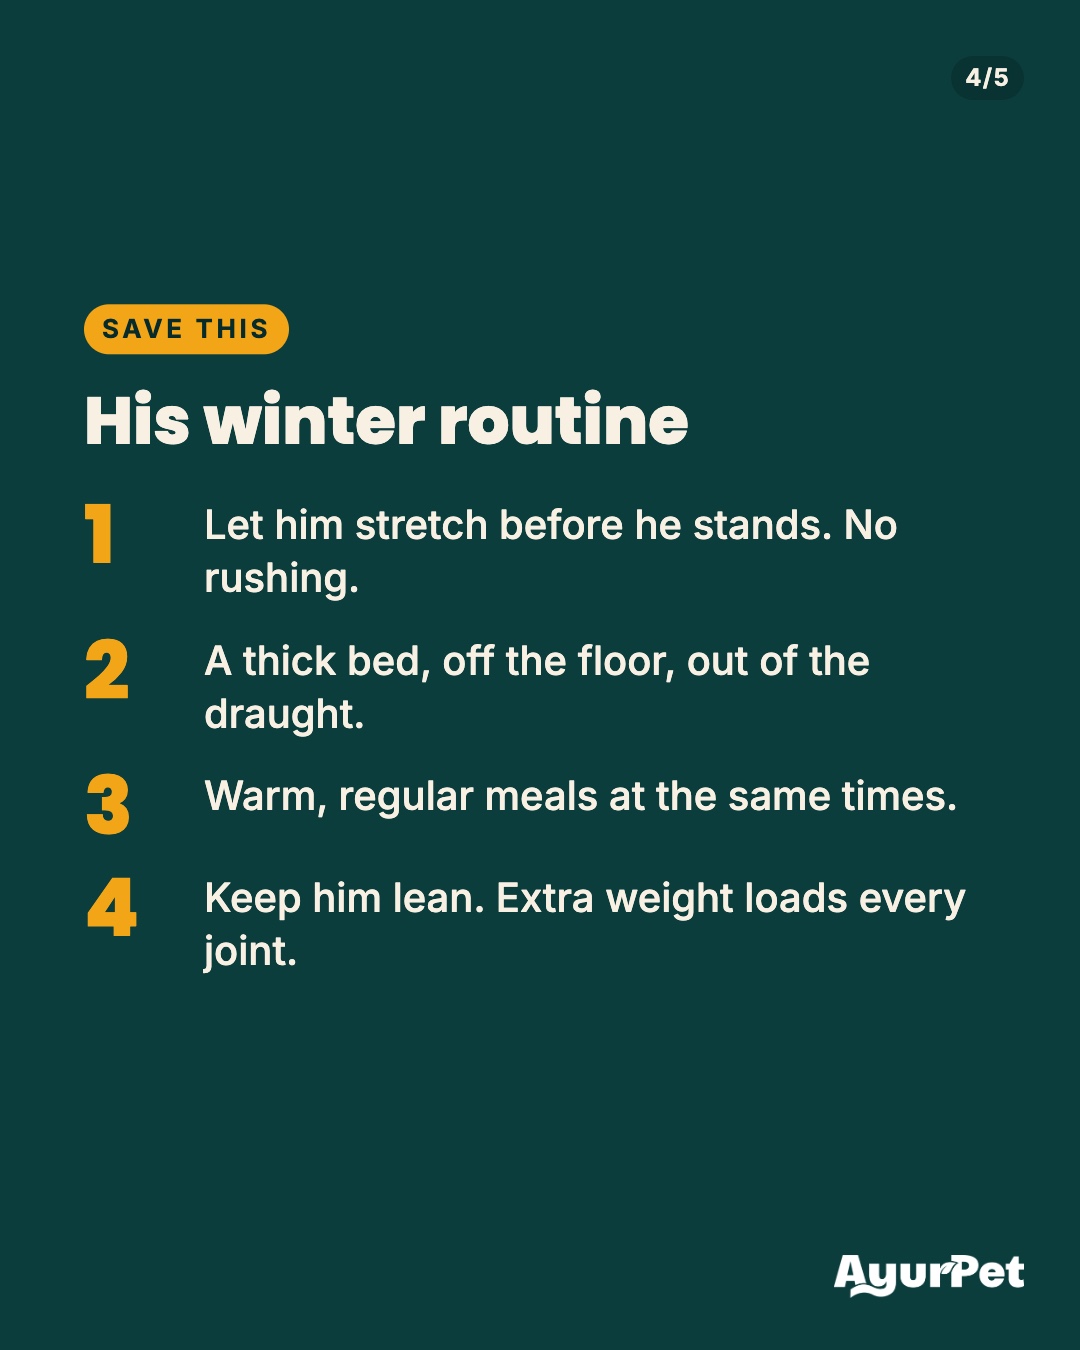 4/5
SAVE THIS
His winter routine
1 Let him stretch before he stands. No
rushing.
2 A thick bed, off the floor, out of the
draught.
3 Warm, regular meals at the same times.
4 Keep him lean. Extra weight loads every
joint.
AyurPet